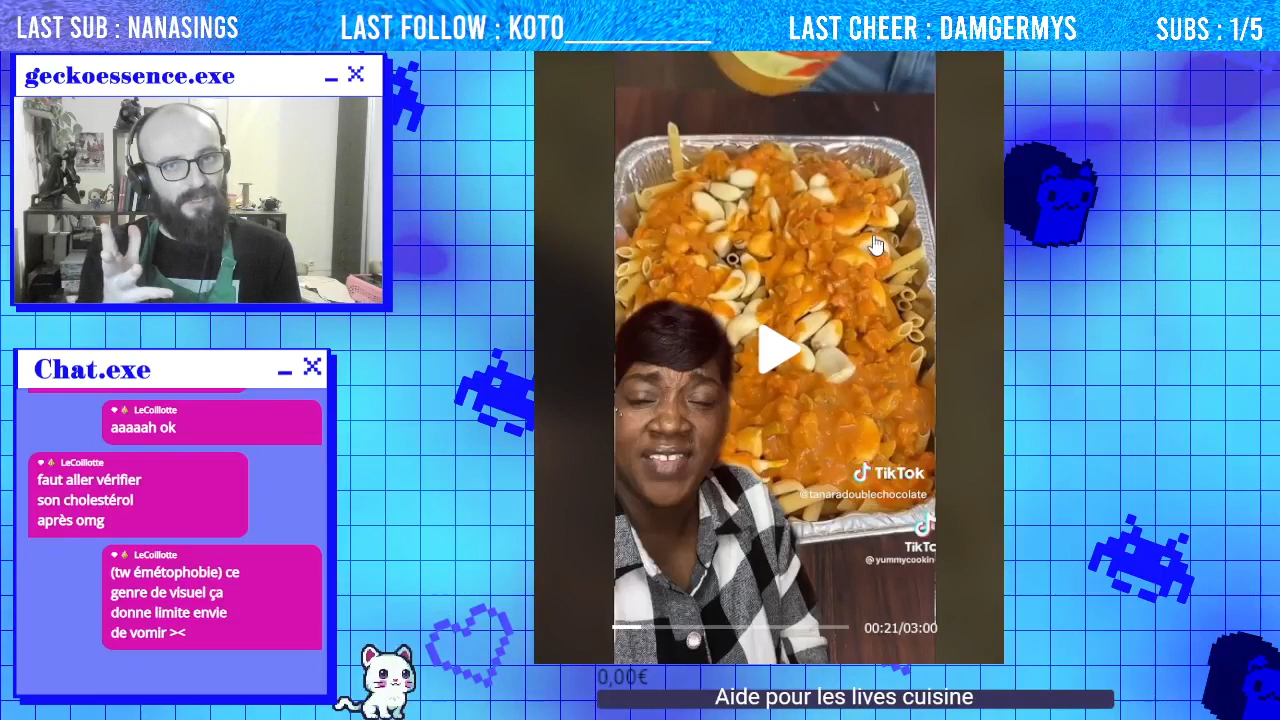 LAST SUB : NANASINGS
LAST FOLLOW : KOTO___________
LAST CHEER : DAMGERMYS
SUBS : 1/5
geckoessence.exe
Chat.exe
LeCoillotte
aaaaah ok
LeCoillotte
faut aller vérifier
son cholestérol
après omg
LeCoillotte
(tw émétophobie) ce
genre de visuel ça
donne limite envie
de vomir ><
TikTok
@tanaradoublechocolate
TikTo
@yummycookin
00:21/03:00
0,00€
Aide pour les lives cuisine